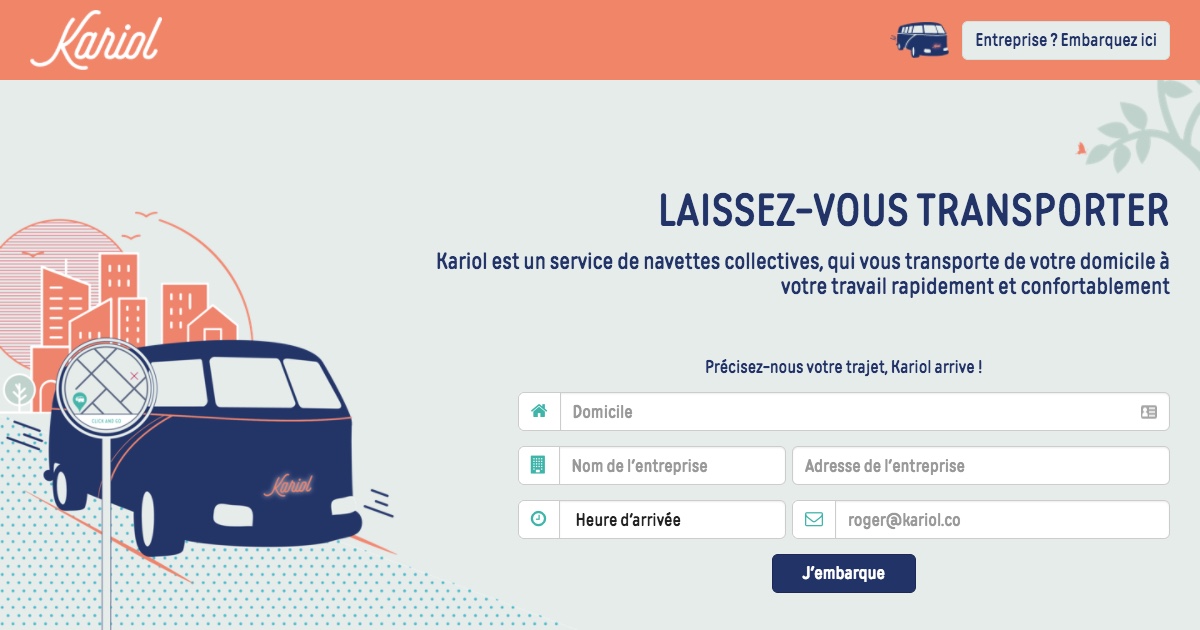 Kariol
Entreprise ? Embarquez ici
LAISSEZ-VOUS TRANSPORTER
Kariol est un service de navettes collectives, qui vous transporte de votre domicile à
votre travail rapidement et confortablement
Précisez-nous votre trajet, Kariol arrive !
Domicile
Nom de l'entreprise
Adresse de l'entreprise
Heure d'arrivée
roger@kariol.co
J'embarque
CLICK AND GO
Kariol